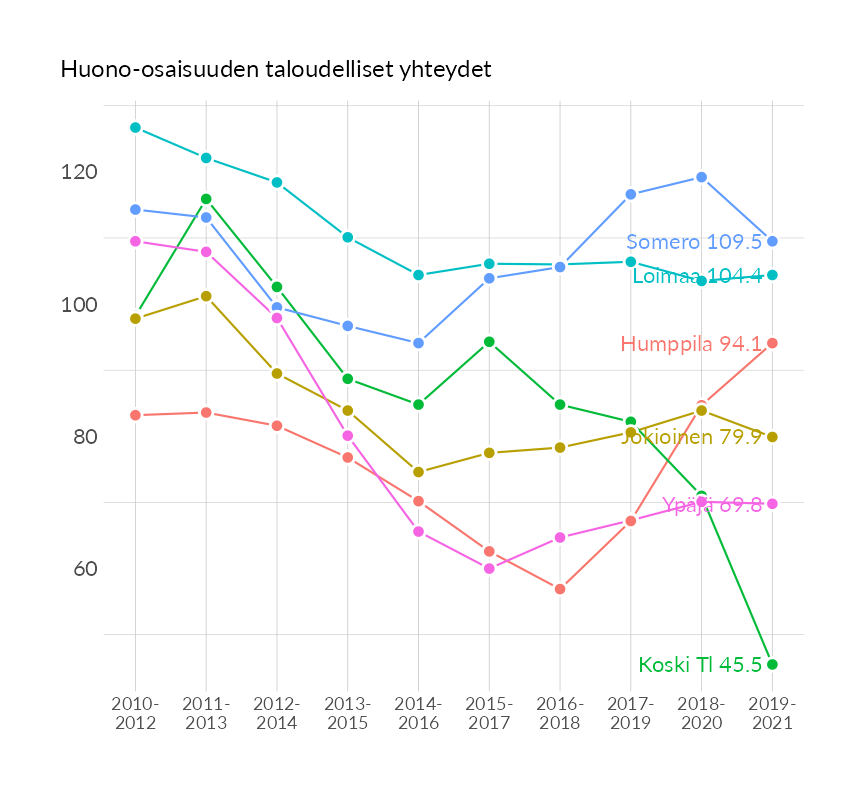 Huono-osaisuuden taloudelliset yhteydet
120
100
80
60
Somero 109.5
Loimaa 104.4
Humppila 94.1
Jokioinen 79.9
Ypäjä 69.8
Koski Tl 45.5
2010- 2011- 2012- 2013- 2014- 2015- 2016- 2017- 2018- 2019-
2012 2013 2014 2015 2016 2017 2018 2019 2020 2021